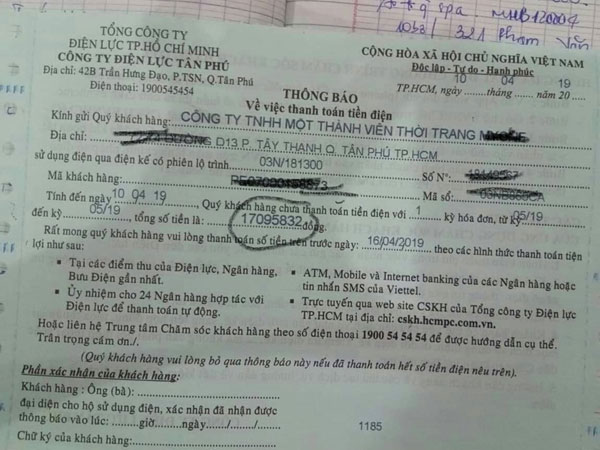 q spa.
Phạm Văn
TỔNG CÔNG TY
ĐIỆN LỰC TP.HỒ CHÍ MINH
CÔNG TY ĐIỆN LỰC TÂN PHÚ
Địa chỉ: 42B Trần Hưng Đạo, P.TSN, Q.Tân Phú
Điện thoại: 1900545454
CỘNG HÒA XÃ HỘI CHỦ NGHĨA VIỆT NAM
Độc lập - Tự do - Hạnh phúc
TP.HCM, ngày 10 tháng 04 năm 20 19
THÔNG BÁO
Về việc thanh toán tiền điện
Kính gửi Quý khách hàng: CÔNG TY TNHH MỘT THÀNH VIÊN THỜI TRANG
Địa chỉ: ĐƯỜNG D13 P. TÂY THẠNH Q. TÂN PHÚ TP.HCM
sử dụng điện qua điện kế có phiên lộ trình 03N/181300 Số N°:
Mã khách hàng: Mã số:
Tính đến ngày 10 04 19, Quý khách hàng chưa thanh toán tiền điện với 1 kỳ hóa đơn, từ kỳ 05/19
đến kỳ 05/19, tổng số tiền là: 17095832 đồng.
Rất mong quý khách hàng vui lòng thanh toán số tiền trên trước ngày: 16/04/2019 theo các hình thức thanh toán tiện
lợi như sau:
• Tại các điểm thu của Điện lực, Ngân hàng,
Bưu Điện gần nhất.
• Ủy nhiệm cho 24 Ngân hàng hợp tác với
Điện lực để thanh toán tự động.
• ATM, Mobile và Internet banking của các Ngân hàng hoặc
tin nhắn SMS của Viettel.
• Trực tuyến qua web site CSKH của Tổng công ty Điện lực
TP.HCM tại địa chỉ: cskh.hcmpc.com.vn.
Hoặc liên hệ Trung tâm Chăm sóc khách hàng theo số điện thoại 1900 54 54 54 để được hướng dẫn cụ thể.
Trân trọng cám ơn./.
(Quý khách hàng vui lòng bỏ qua thông báo này nếu đã thanh toán hết số tiền điện nêu trên).
Phần xác nhận của khách hàng:
Khách hàng : Ông (bà):
đại diện cho hộ sử dụng điện, xác nhận đã nhận được
thông báo vào lúc: ......giờ......ngày....../....../......
Chữ ký của khách hàng:
1185